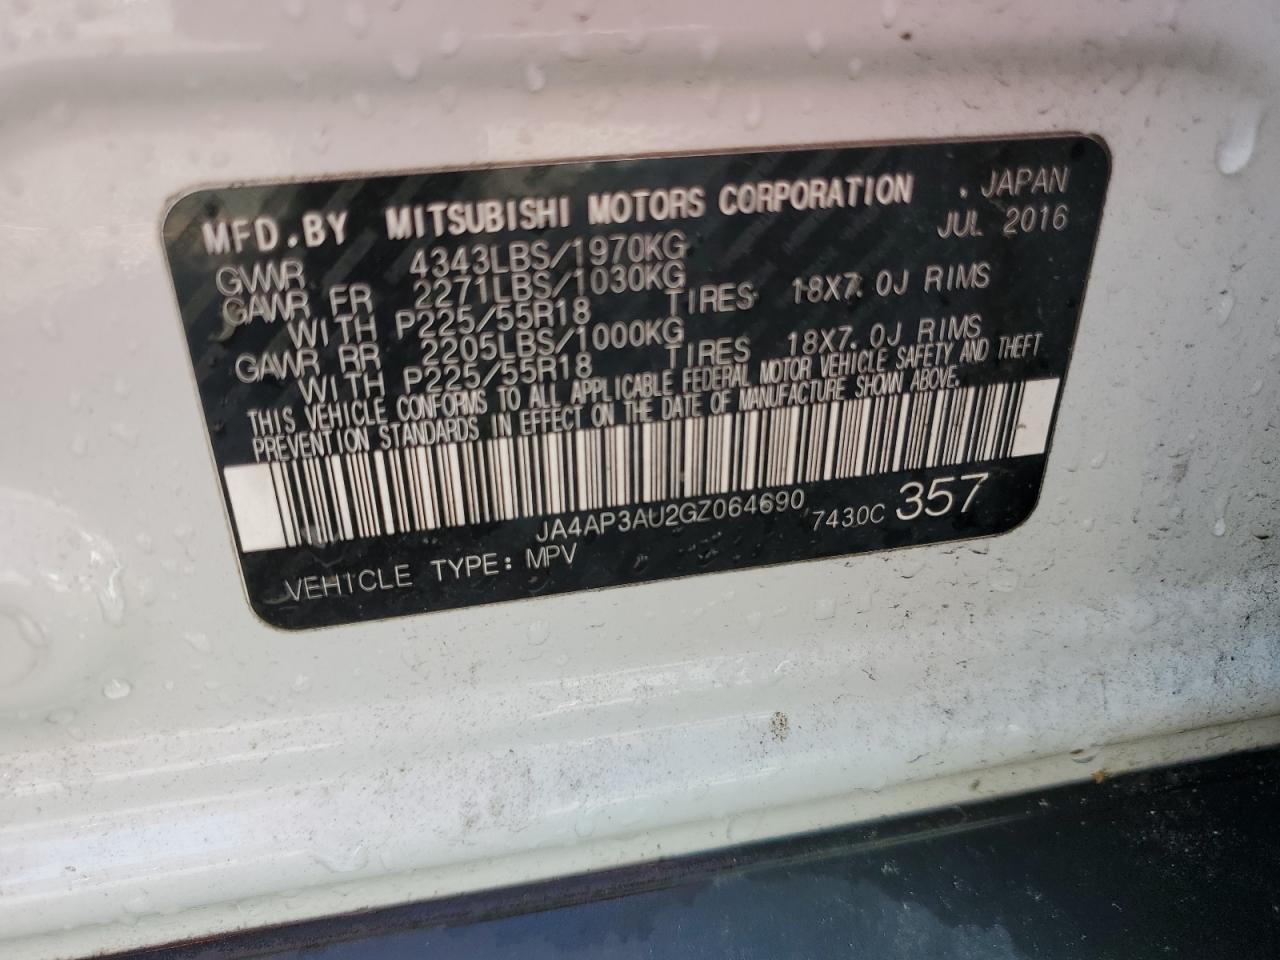 MFD.BY MITSUBISHI MOTORS CORPORATION . JAPAN
JUL 2016
GVWR 4343LBS/1970KG
GAWR FR 2271LBS/1030KG
WITH P225/55R18 TIRES 18X7.0J RIMS
GAWR RR 2205LBS/1000KG
WITH P225/55R18 TIRES 18X7.0J RIMS
THIS VEHICLE CONFORMS TO ALL APPLICABLE FEDERAL MOTOR VEHICLE SAFETY AND THEFT
PREVENTION STANDARDS IN EFFECT ON THE DATE OF MANUFACTURE SHOWN ABOVE.
JA4AP3AU2GZ064690 7430C 357
VEHICLE TYPE: MPV